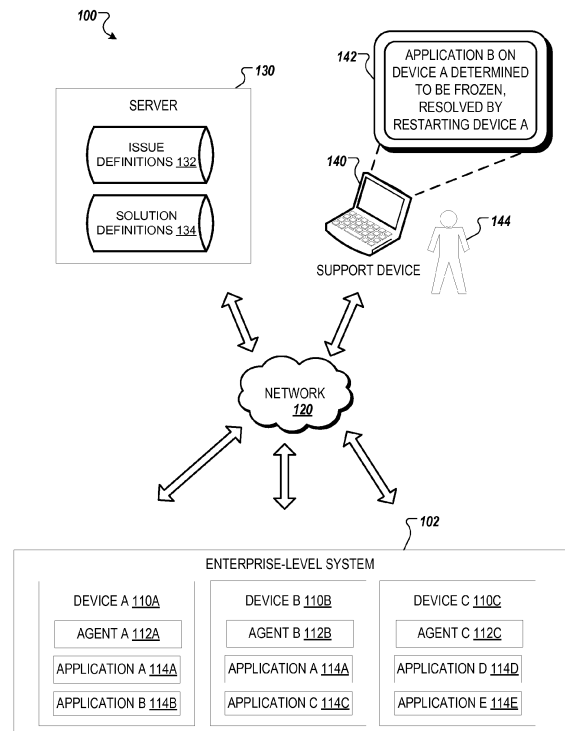 100
130
SERVER
ISSUE
DEFINITIONS 132
SOLUTION
DEFINITIONS 134
142
APPLICATION B ON
DEVICE A DETERMINED
TO BE FROZEN,
RESOLVED BY
RESTARTING DEVICE A
140
144
SUPPORT DEVICE
NETWORK
120
102
ENTERPRISE-LEVEL SYSTEM
DEVICE A 110A
AGENT A 112A
APPLICATION A 114A
APPLICATION B 114B
DEVICE B 110B
AGENT B 112B
APPLICATION A 114A
APPLICATION C 114C
DEVICE C 110C
AGENT C 112C
APPLICATION D 114D
APPLICATION E 114E